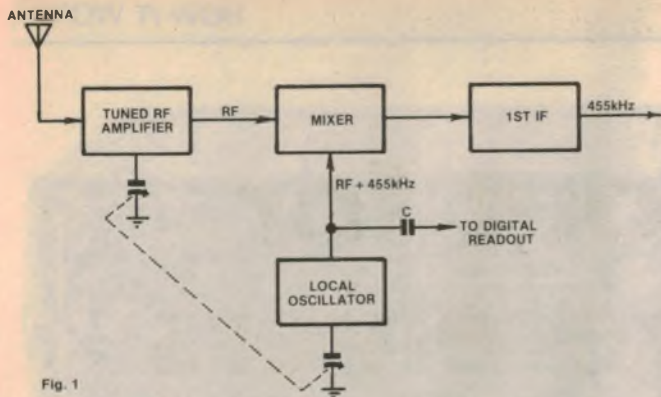 ANTENNA
TUNED RF
AMPLIFIER
RF
MIXER
1ST IF
455kHz
RF + 455kHz
C
TO DIGITAL
READOUT
LOCAL
OSCILLATOR
Fig. 1